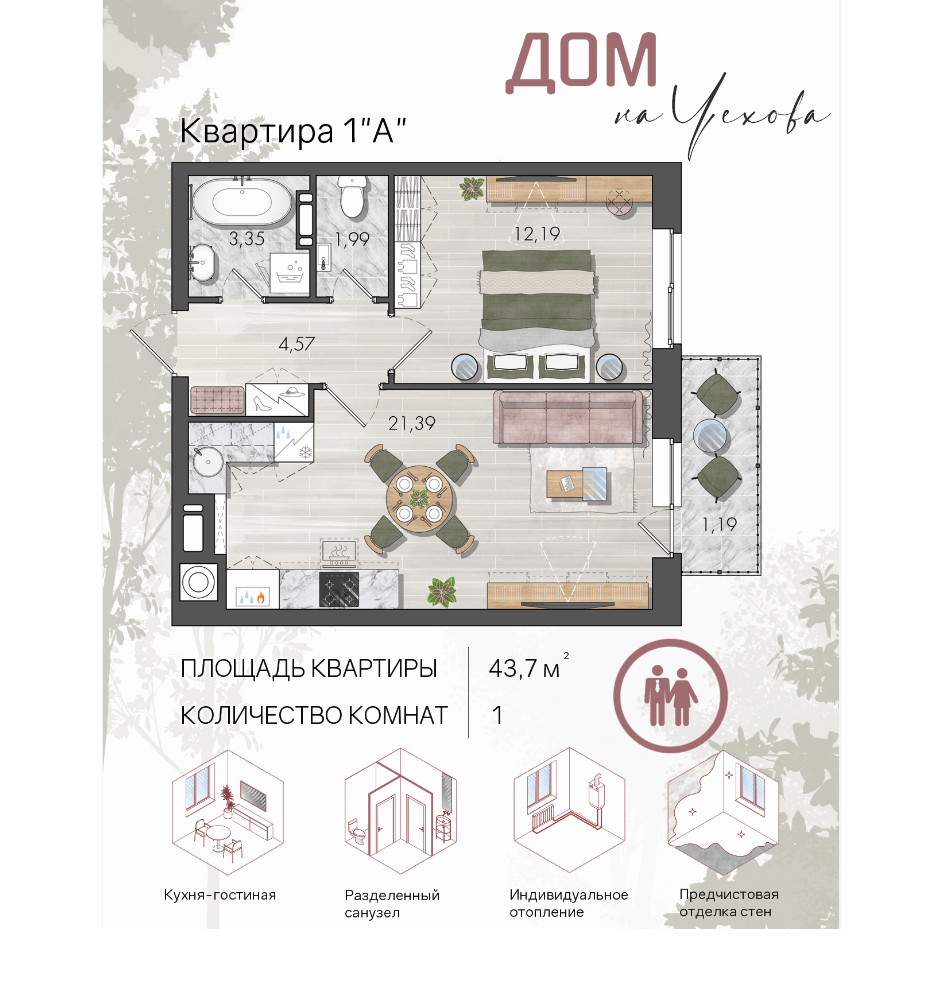 ДОМ
на Чехова
Квартира 1"А"
3,35
1,99
12,19
4,57
21,39
1,19
ПЛОЩАДЬ КВАРТИРЫ 43,7 м²
КОЛИЧЕСТВО КОМНАТ 1
Кухня-гостиная
Разделенный
санузел
Индивидуальное
отопление
Предчистовая
отделка стен